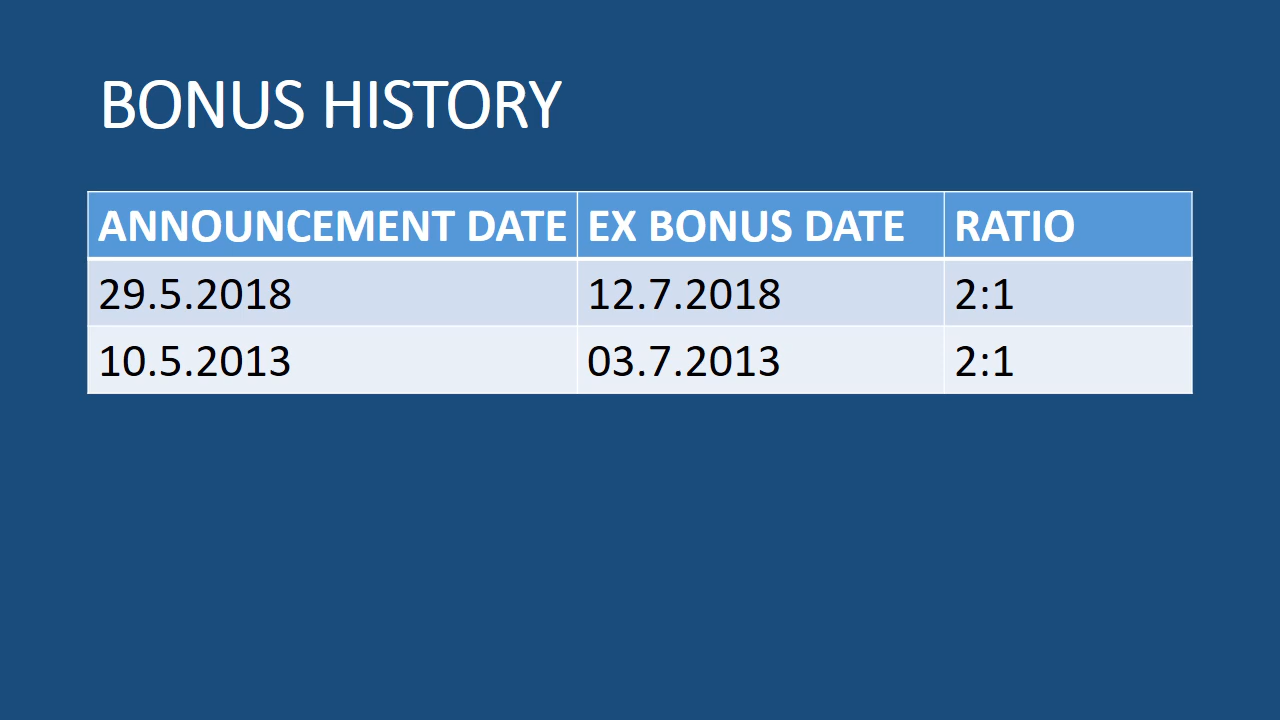 BONUS HISTORY
ANNOUNCEMENT DATE EX BONUS DATE RATIO
29.5.2018 12.7.2018 2:1
10.5.2013 03.7.2013 2:1